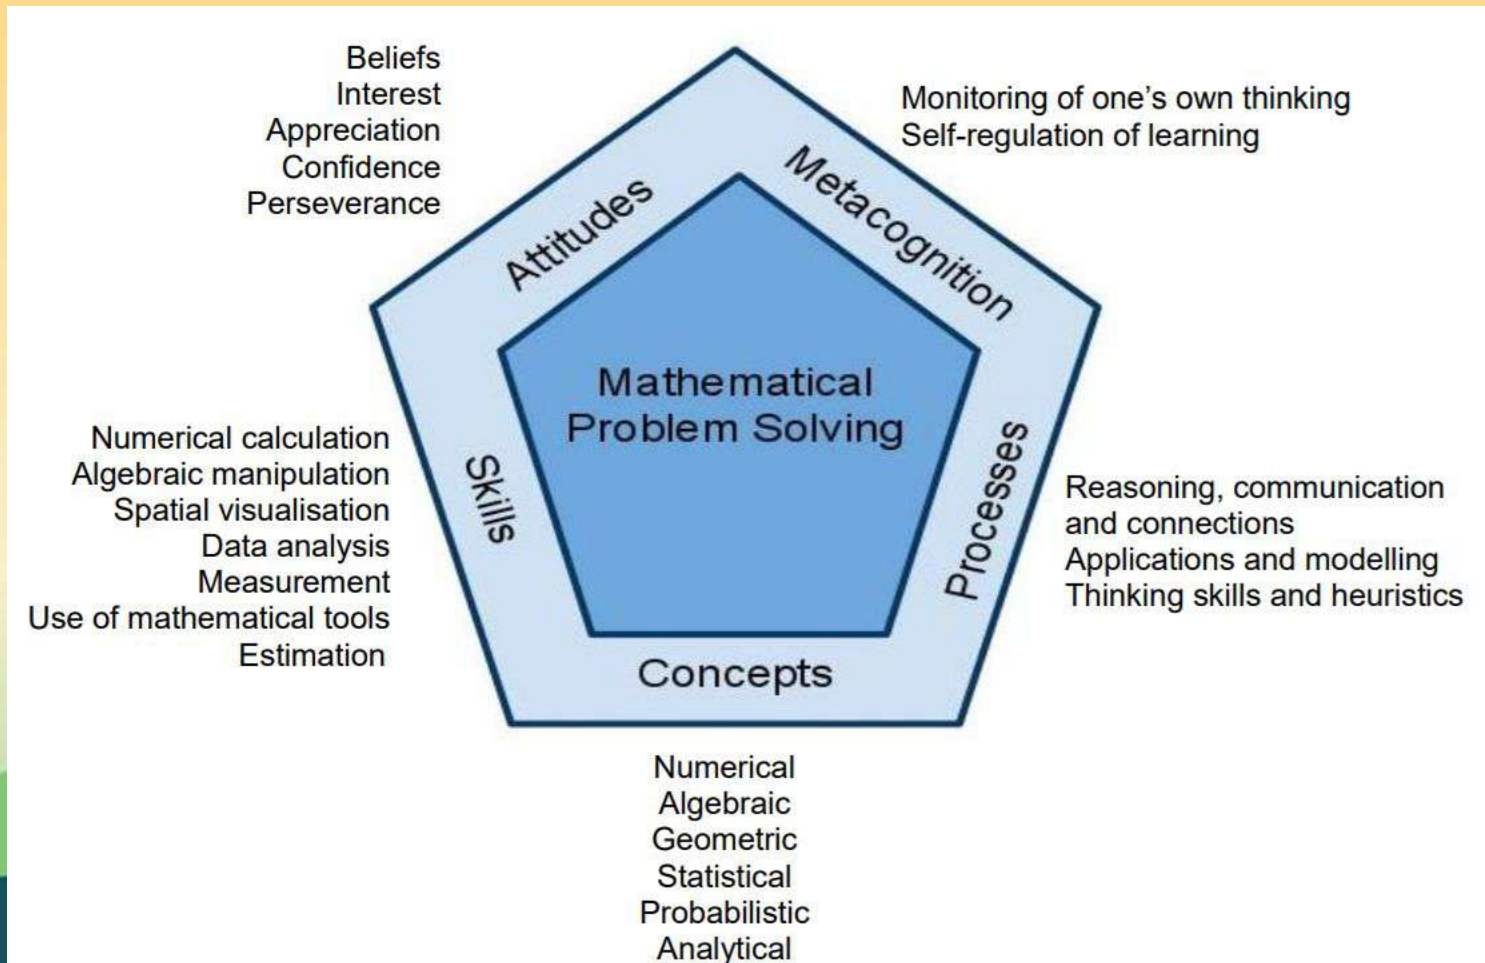 Beliefs
Interest
Appreciation
Confidence
Perseverance
Monitoring of one's own thinking
Self-regulation of learning
Attitudes
Metacognition
Mathematical
Problem Solving
Numerical calculation
Algebraic manipulation
Spatial visualisation
Data analysis
Measurement
Use of mathematical tools
Estimation
Skills
Processes
Reasoning, communication
and connections
Applications and modelling
Thinking skills and heuristics
Concepts
Numerical
Algebraic
Geometric
Statistical
Probabilistic
Analytical